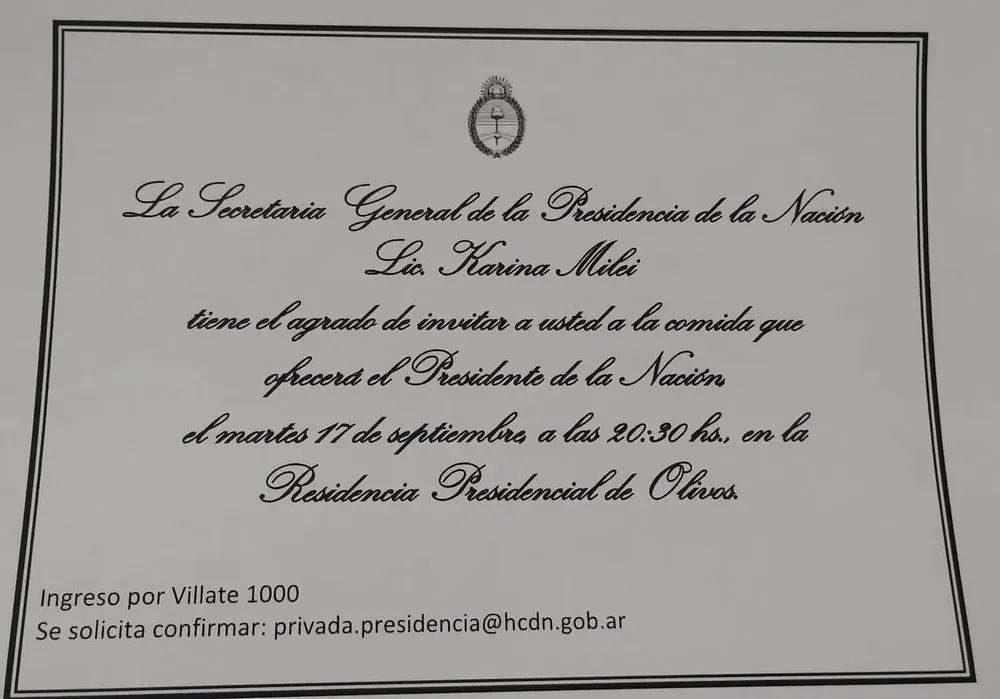 La Secretaria General de la Presidencia de la Nación
Lic. Karina Milei
tiene el agrado de invitar a usted a la comida que
ofrecerá el Presidente de la Nación,
el martes 17 de septiembre, a las 20:30 hs., en la
Residencia Presidencial de Olivos.
Ingreso por Villate 1000
Se solicita confirmar: privada.presidencia@hcdn.gob.ar